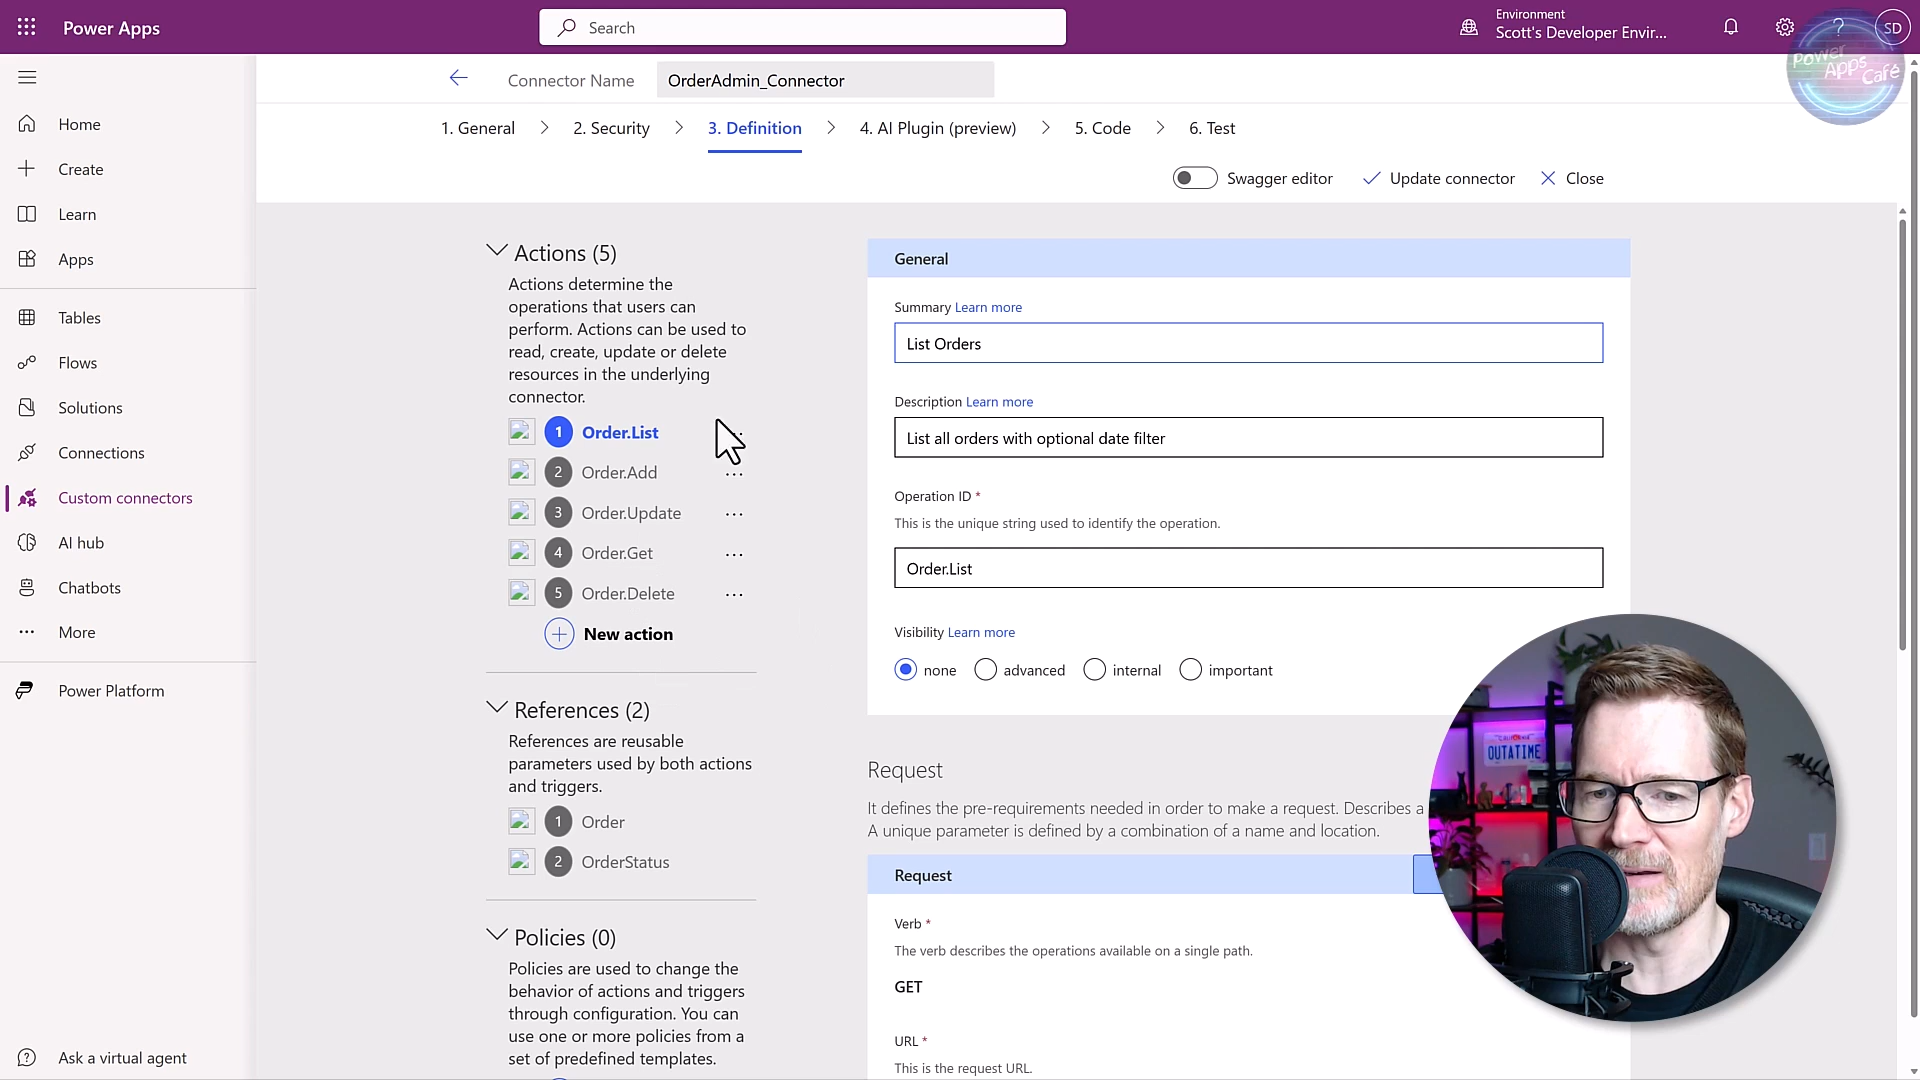 Power Apps
Search
Environment
Scott's Developer Envir...
?
SD
Power
Apps
Café
Connector Name
OrderAdmin_Connector
1. General
2. Security
3. Definition
4. AI Plugin (preview)
5. Code
6. Test
Swagger editor
Update connector
Close
Home
Create
Learn
Apps
Tables
Flows
Solutions
Connections
Custom connectors
AI hub
Chatbots
More
Power Platform
Ask a virtual agent
Actions (5)
Actions determine the
operations that users can
perform. Actions can be used to
read, create, update or delete
resources in the underlying
connector.
1 Order.List
2 Order.Add ...
3 Order.Update ...
4 Order.Get ...
5 Order.Delete ...
New action
References (2)
References are reusable
parameters used by both actions
and triggers.
1 Order
2 OrderStatus
Policies (0)
Policies are used to change the
behavior of actions and triggers
through configuration. You can
use one or more policies from a
set of predefined templates.
General
Summary Learn more
List Orders
Description Learn more
List all orders with optional date filter
Operation ID *
This is the unique string used to identify the operation.
Order.List
Visibility Learn more
none
advanced
internal
important
Request
It defines the pre-requirements needed in order to make a request. Describes a
A unique parameter is defined by a combination of a name and location.
Request
Verb *
The verb describes the operations available on a single path.
GET
URL *
This is the request URL.
CALIFORNIA
OUTATIME